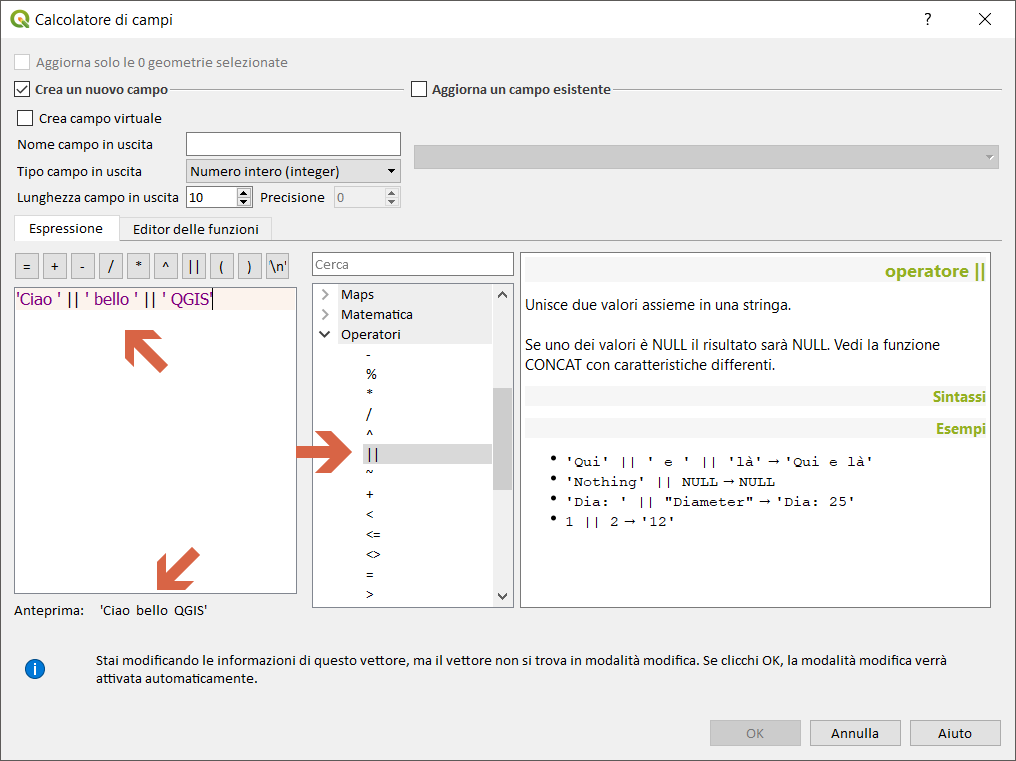 Calcolatore di campi ?
Aggiorna solo le 0 geometrie selezionate
Crea un nuovo campo
Aggiorna un campo esistente
Crea campo virtuale
Nome campo in uscita
Tipo campo in uscita Numero intero (integer)
Lunghezza campo in uscita 10 Precisione 0
Espressione Editor delle funzioni
= + - / * ^ || ( ) '\n'
'Ciao ' || ' bello ' || ' QGIS'
Anteprima: 'Ciao  bello  QGIS'
Cerca
Maps
Matematica
Operatori
-
%
*
/
^
||
~
+
<
<=
<>
=
>
operatore ||
Unisce due valori assieme in una stringa.
Se uno dei valori è NULL il risultato sarà NULL. Vedi la funzione
CONCAT con caratteristiche differenti.
Sintassi
Esempi
• 'Qui' || ' e ' || 'là' → 'Qui e là'
• 'Nothing' || NULL → NULL
• 'Dia: ' || "Diameter" → 'Dia: 25'
• 1 || 2 → '12'
Stai modificando le informazioni di questo vettore, ma il vettore non si trova in modalità modifica. Se clicchi OK, la modalità modifica verrà
attivata automaticamente.
OK Annulla Aiuto